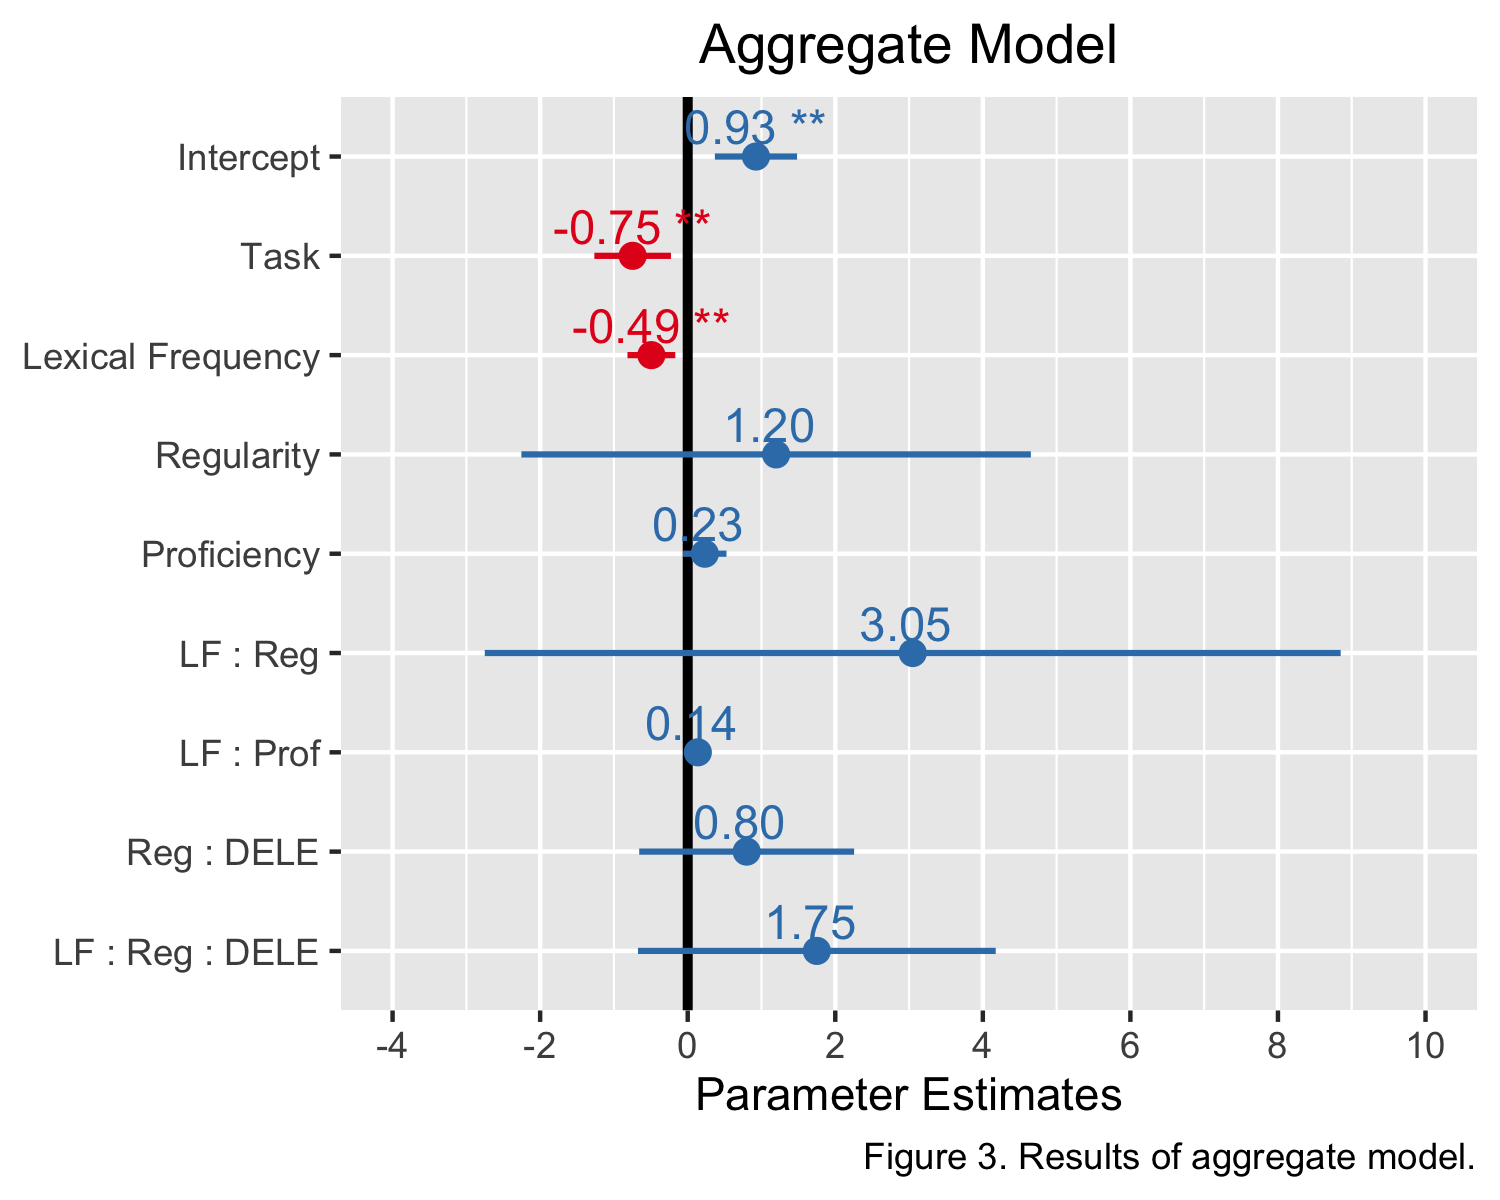 Aggregate Model
Intercept
0.93 **
Task
-0.75 **
Lexical Frequency
-0.49 **
Regularity
1.20
Proficiency
0.23
LF : Reg
3.05
LF : Prof
0.14
Reg : DELE
0.80
LF : Reg : DELE
1.75
-4 -2 0 2 4 6 8 10
Parameter Estimates
Figure 3. Results of aggregate model.